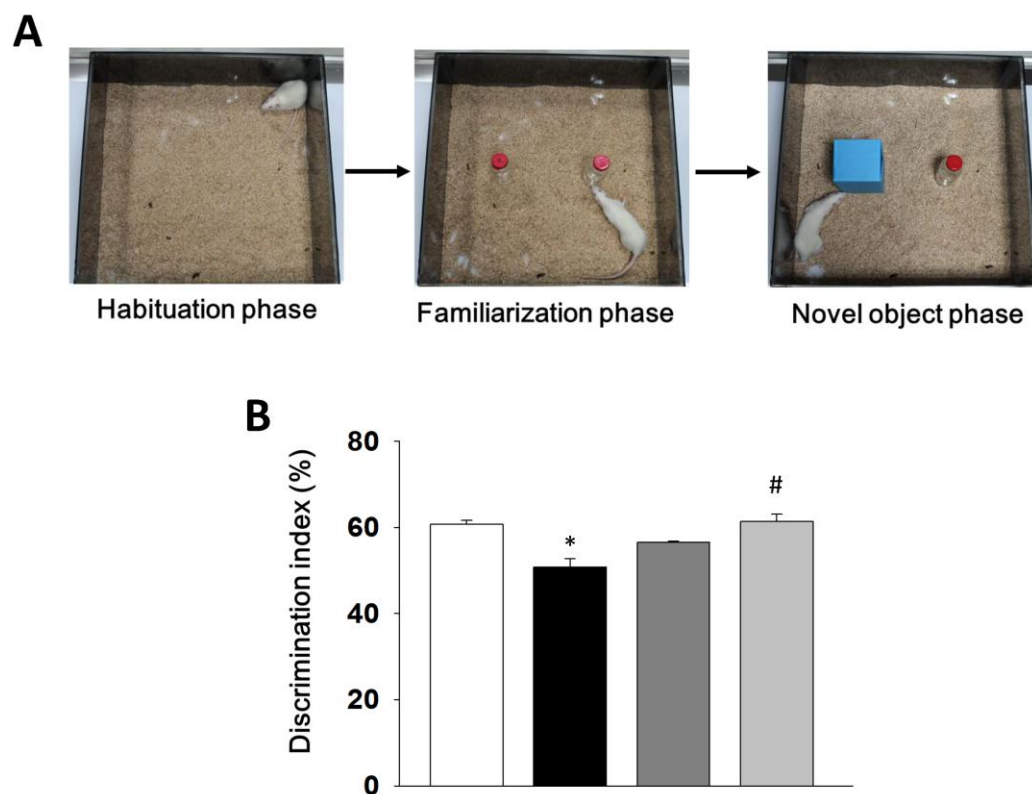 A
Habituation phase
Familiarization phase
Novel object phase
B
Discrimination index (%)
80
60
40
20
0
*
#